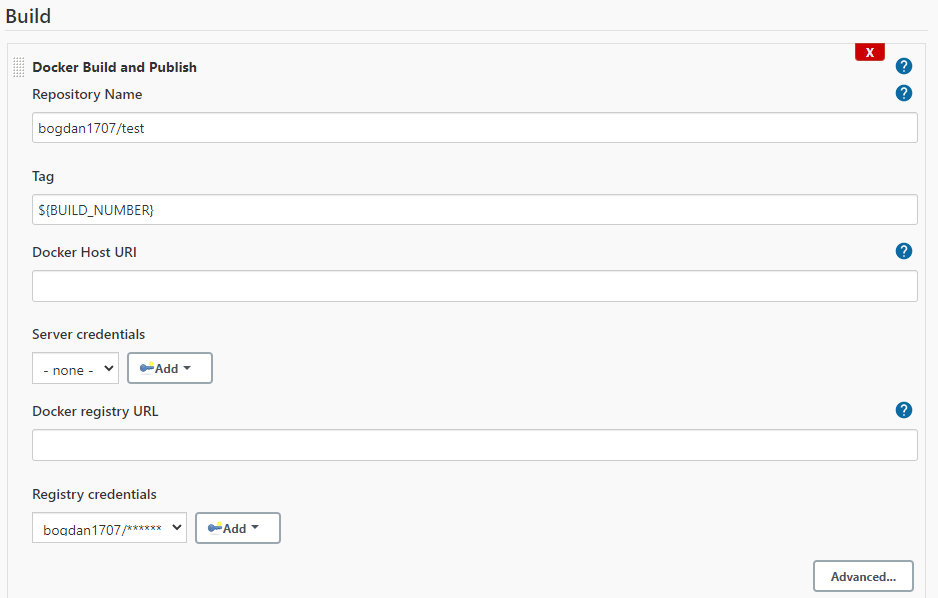 Build
X
Docker Build and Publish
?
Repository Name
?
bogdan1707/test
Tag
${BUILD_NUMBER}
Docker Host URI
?
Server credentials
- none -
Add
Docker registry URL
?
Registry credentials
bogdan1707/******
Add
Advanced...